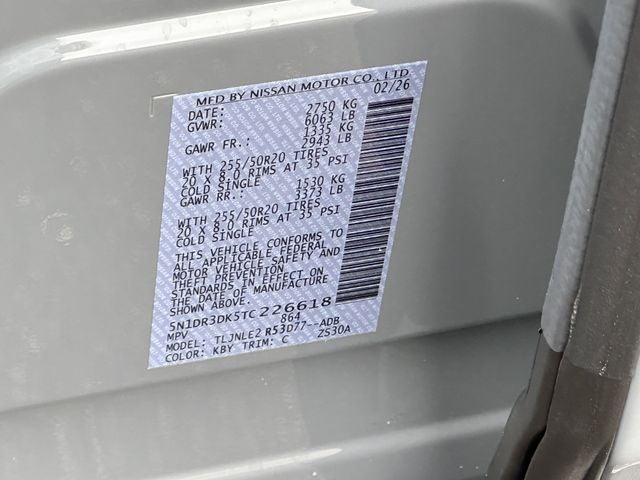 MFD BY NISSAN MOTOR CO., LTD
DATE: 02/26
GVWR: 2750 KG
6063 LB
GAWR FR.: 1335 KG
2943 LB
WITH 255/50R20 TIRES
20 X 8.0 RIMS AT 35 PSI
COLD SINGLE
GAWR RR.: 1530 KG
3373 LB
WITH 255/50R20 TIRES
20 X 8.0 RIMS AT 35 PSI
COLD SINGLE
THIS VEHICLE CONFORMS TO
ALL APPLICABLE FEDERAL
MOTOR VEHICLE SAFETY AND
THEFT PREVENTION
STANDARDS IN EFFECT ON
THE DATE OF MANUFACTURE
SHOWN ABOVE.
5N1DR3DK5TC226618
MPV 864
MODEL: TLJNLE2 R53D77--ADB
COLOR: KBY TRIM: C ZS30A